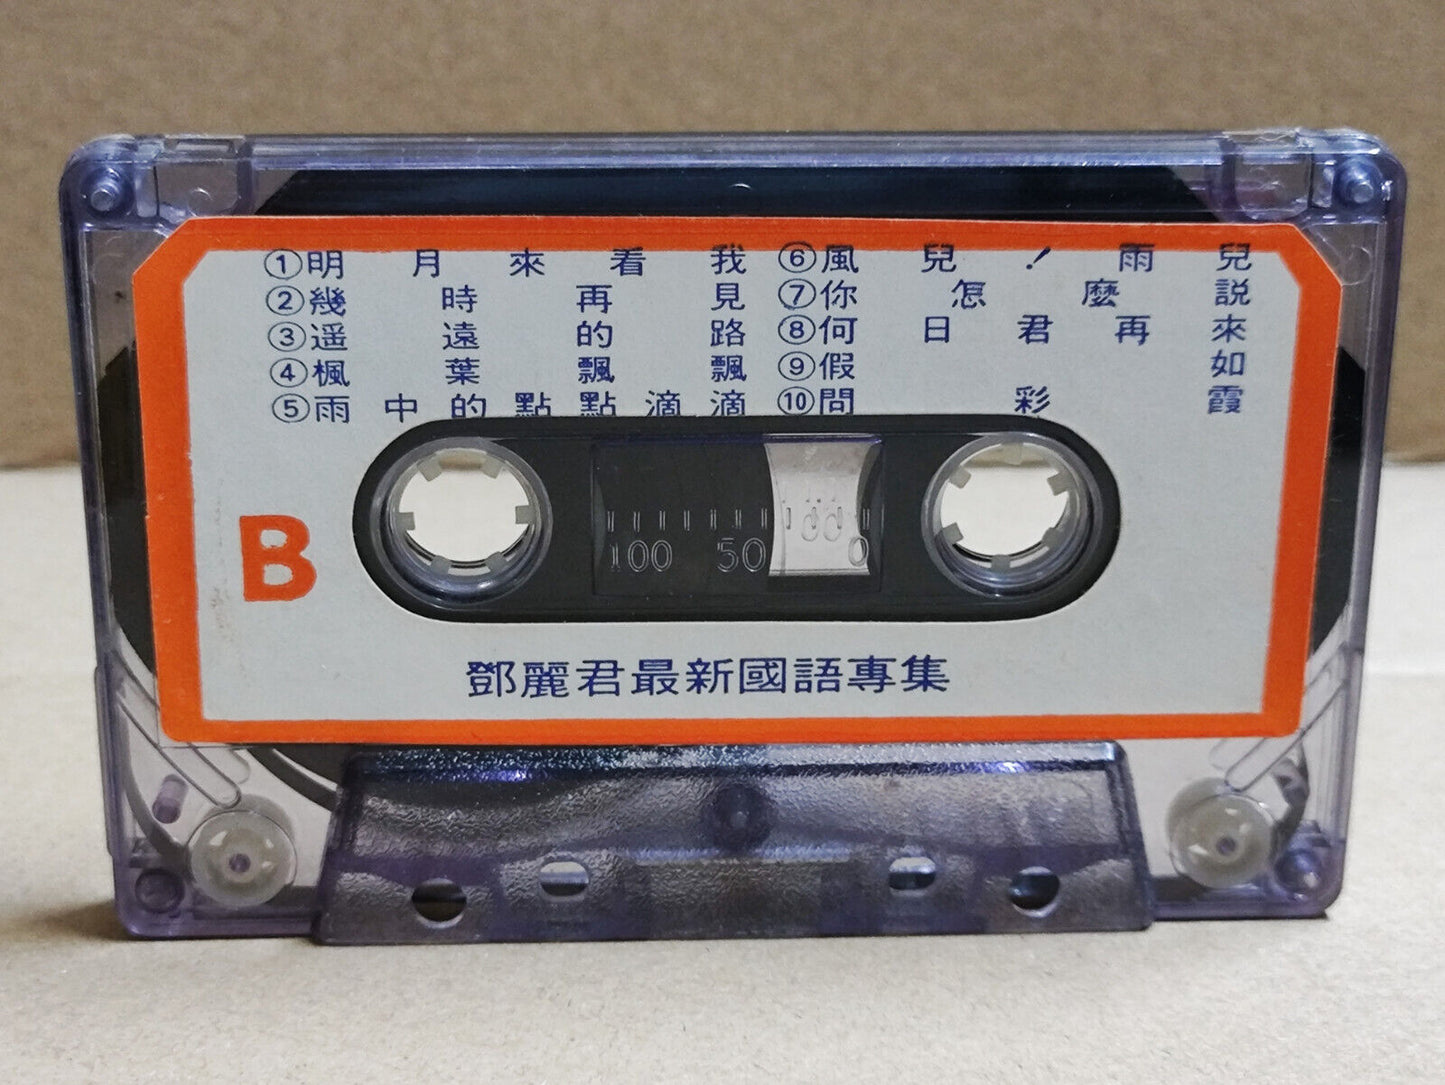 ①明月來看我
②幾時再見
③遥遠的路
④楓葉飄飄
⑤雨中的點點滴滴
⑥風兒！雨兒
⑦你怎麼説
⑧何日君再來
⑨假如
⑩問彩霞
B
100 50 0
鄧麗君最新國語專集